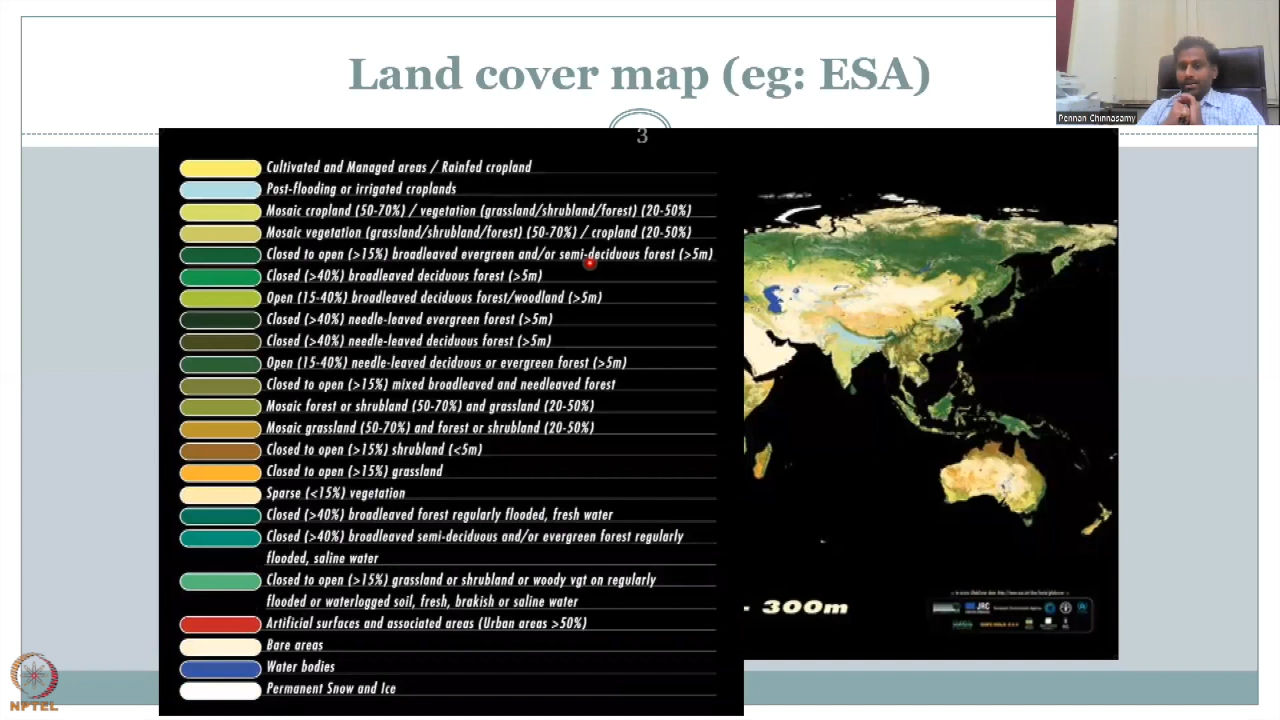 Land cover map (eg: ESA)
Pennan Chinnasamy
3
Cultivated and Managed areas / Rainfed cropland
Post-flooding or irrigated croplands
Mosaic cropland (50-70%) / vegetation (grassland/shrubland/forest) (20-50%)
Mosaic vegetation (grassland/shrubland/forest) (50-70%) / cropland (20-50%)
Closed to open (>15%) broadleaved evergreen and/or semi-deciduous forest (>5m)
Closed (>40%) broadleaved deciduous forest (>5m)
Open (15-40%) broadleaved deciduous forest/woodland (>5m)
Closed (>40%) needle-leaved evergreen forest (>5m)
Closed (>40%) needle-leaved deciduous forest (>5m)
Open (15-40%) needle-leaved deciduous or evergreen forest (>5m)
Closed to open (>15%) mixed broadleaved and needleaved forest
Mosaic forest or shrubland (50-70%) and grassland (20-50%)
Mosaic grassland (50-70%) and forest or shrubland (20-50%)
Closed to open (>15%) shrubland (<5m)
Closed to open (>15%) grassland
Sparse (<15%) vegetation
Closed (>40%) broadleaved forest regularly flooded, fresh water
Closed (>40%) broadleaved semi-deciduous and/or evergreen forest regularly
flooded, saline water
Closed to open (>15%) grassland or shrubland or woody vgt on regularly
flooded or waterlogged soil, fresh, brakish or saline water
Artificial surfaces and associated areas (Urban areas >50%)
Bare areas
Water bodies
Permanent Snow and Ice
- 300m
JRC
NPTEL